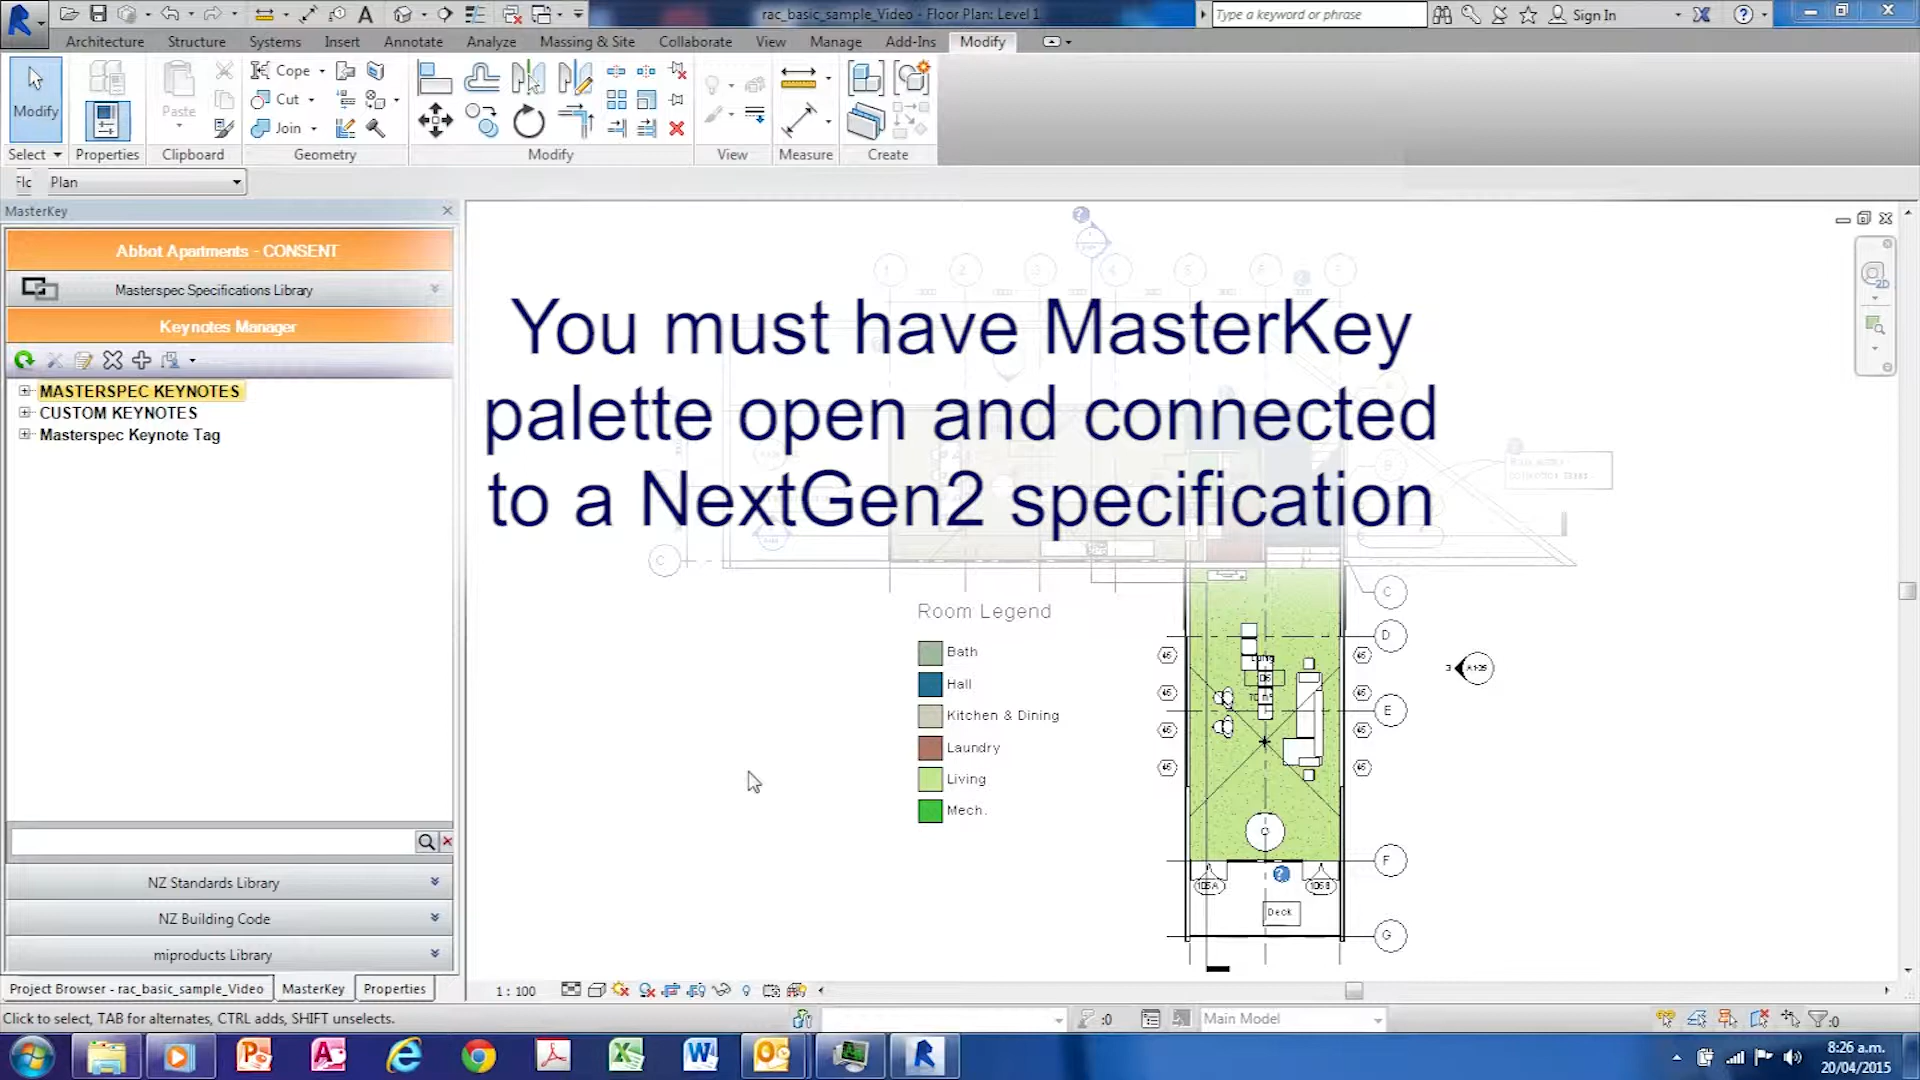 rac_basic_sample_Video - Floor Plan: Level 1
Type a keyword or phrase
Sign In
Architecture
Structure
Systems
Insert
Annotate
Analyze
Massing & Site
Collaborate
View
Manage
Add-Ins
Modify
Modify
Paste
Cope
Cut
Join
Select
Properties
Clipboard
Geometry
Modify
View
Measure
Create
Flc
Plan
MasterKey
Abbot Apartments - CONSENT
Masterspec Specifications Library
Keynotes Manager
MASTERSPEC KEYNOTES
CUSTOM KEYNOTES
Masterspec Keynote Tag
NZ Standards Library
NZ Building Code
miproducts Library
Project Browser - rac_basic_sample_Video
MasterKey
Properties
You must have MasterKey
palette open and connected
to a NextGen2 specification
2D
Room Legend
Bath
Hall
Kitchen & Dining
Laundry
Living
Mech.
C
C
D
E
F
G
Deck
1 : 100
Click to select, TAB for alternates, CTRL adds, SHIFT unselects.
:0
Main Model
:0
8:26 a.m.
20/04/2015